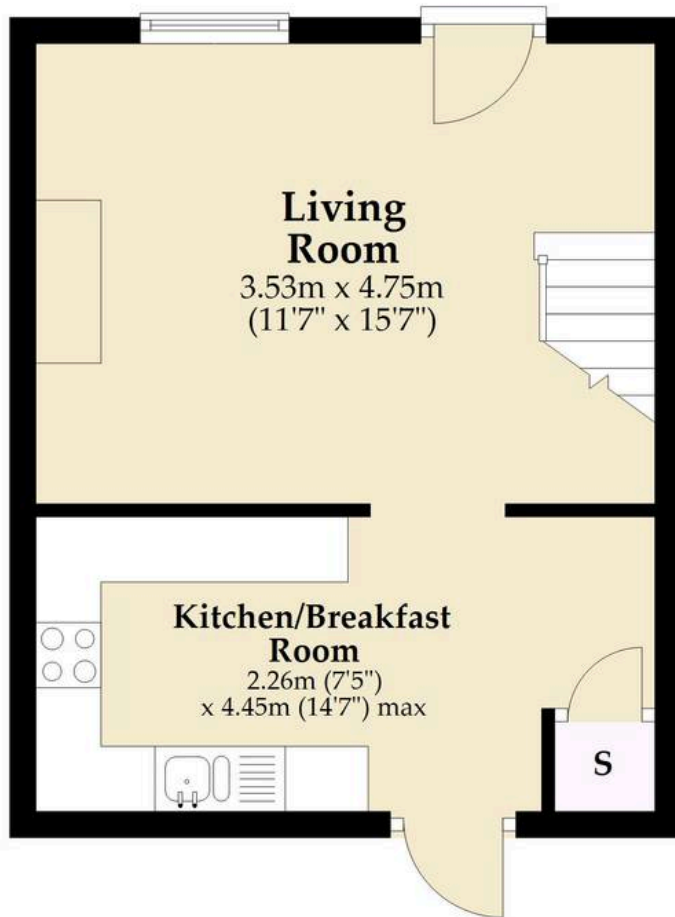 Living
Room
3.53m x 4.75m
(11'7" x 15'7")
Kitchen/Breakfast
Room
2.26m (7'5")
x 4.45m (14'7") max
S